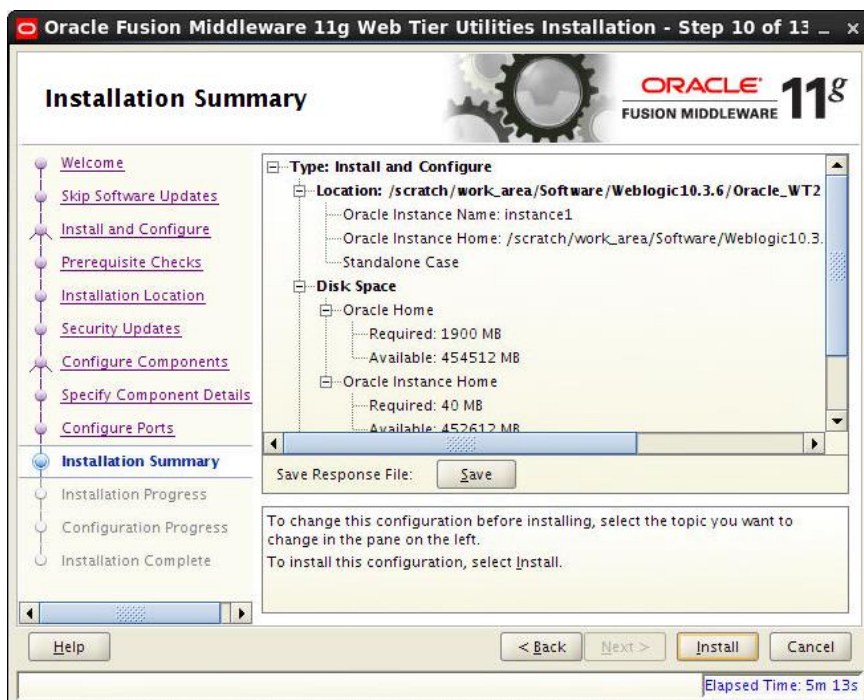 Oracle Fusion Middleware 11g Web Tier Utilities Installation - Step 10 of 13
Installation Summary
ORACLE
FUSION MIDDLEWARE 11g
Welcome
Skip Software Updates
Install and Configure
Prerequisite Checks
Installation Location
Security Updates
Configure Components
Specify Component Details
Configure Ports
Installation Summary
Installation Progress
Configuration Progress
Installation Complete
Type: Install and Configure
Location: /scratch/work_area/Software/Weblogic10.3.6/Oracle_WT2
Oracle Instance Name: instance1
Oracle Instance Home: /scratch/work_area/Software/Weblogic10.3.
Standalone Case
Disk Space
Oracle Home
Required: 1900 MB
Available: 454512 MB
Oracle Instance Home
Required: 40 MB
Available: 452612 MB
Save Response File: Save
To change this configuration before installing, select the topic you want to
change in the pane on the left.
To install this configuration, select Install.
Help < Back Next > Install Cancel
Elapsed Time: 5m 13s